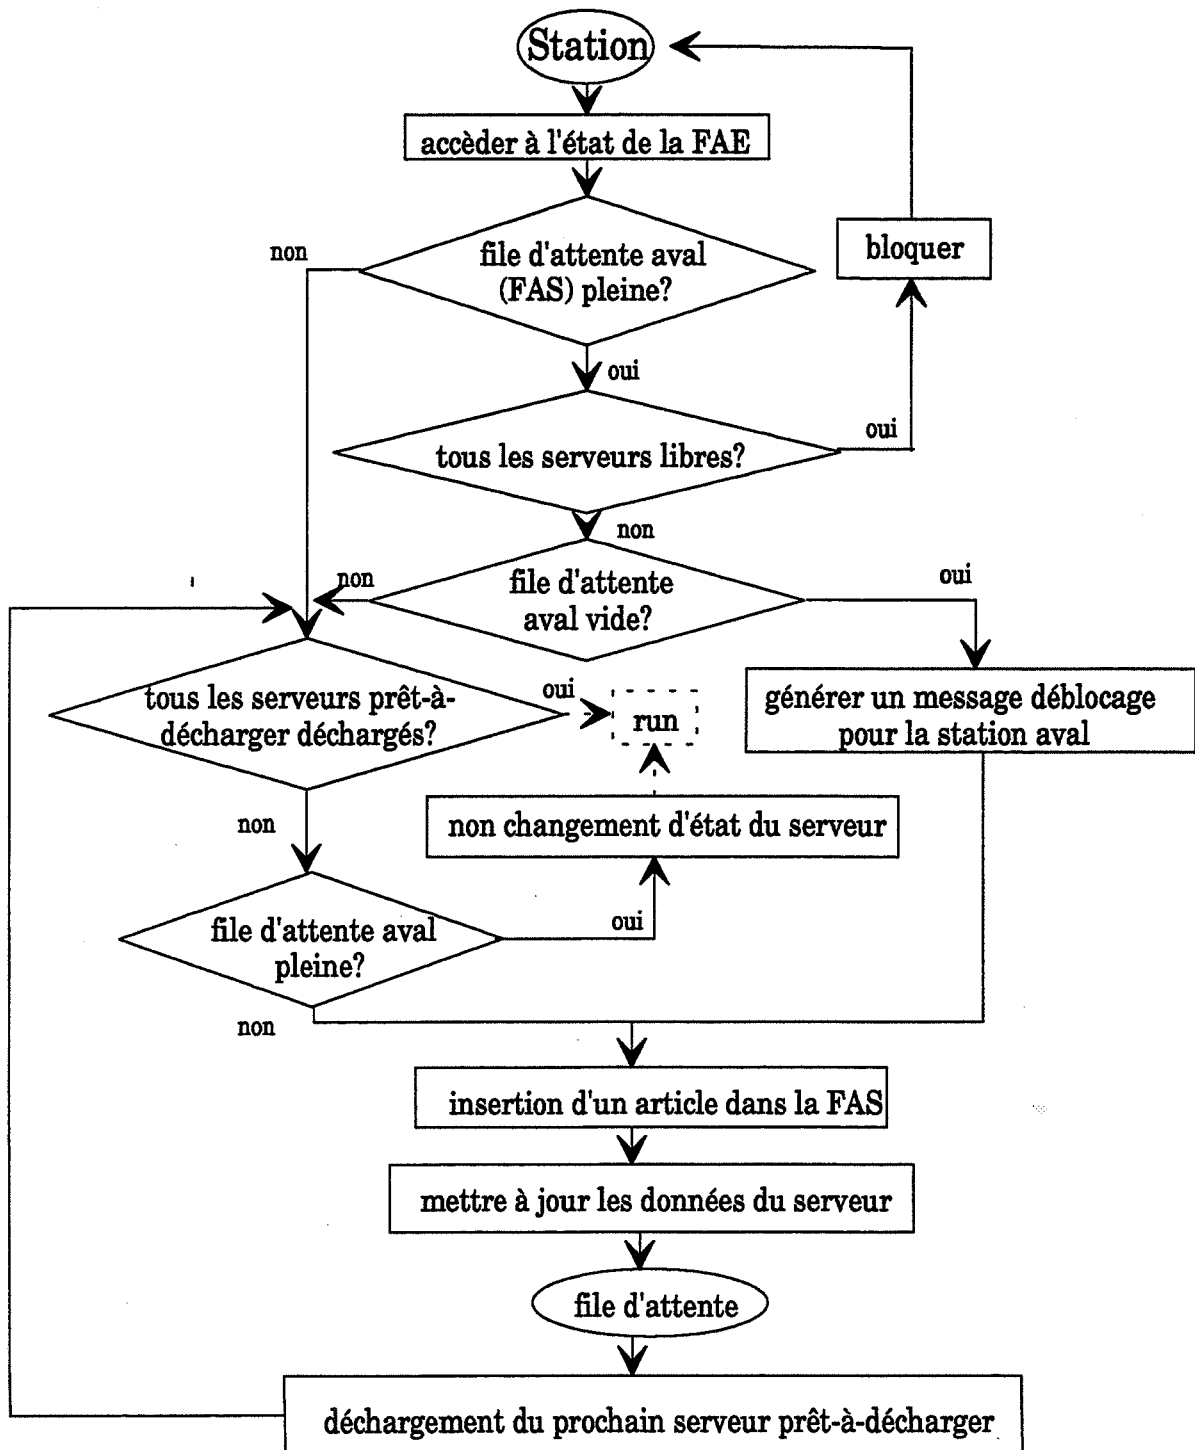 Station
accèder à l'état de la FAE
non
file d'attente aval
(FAS) pleine?
bloquer
oui
oui
tous les serveurs libres?
non
non
file d'attente
aval vide?
oui
tous les serveurs prêt-à-
décharger déchargés?
oui
run
générer un message déblocage
pour la station aval
non
non changement d'état du serveur
file d'attente aval
pleine?
oui
non
insertion d'un article dans la FAS
mettre à jour les données du serveur
file d'attente
déchargement du prochain serveur prêt-à-décharger